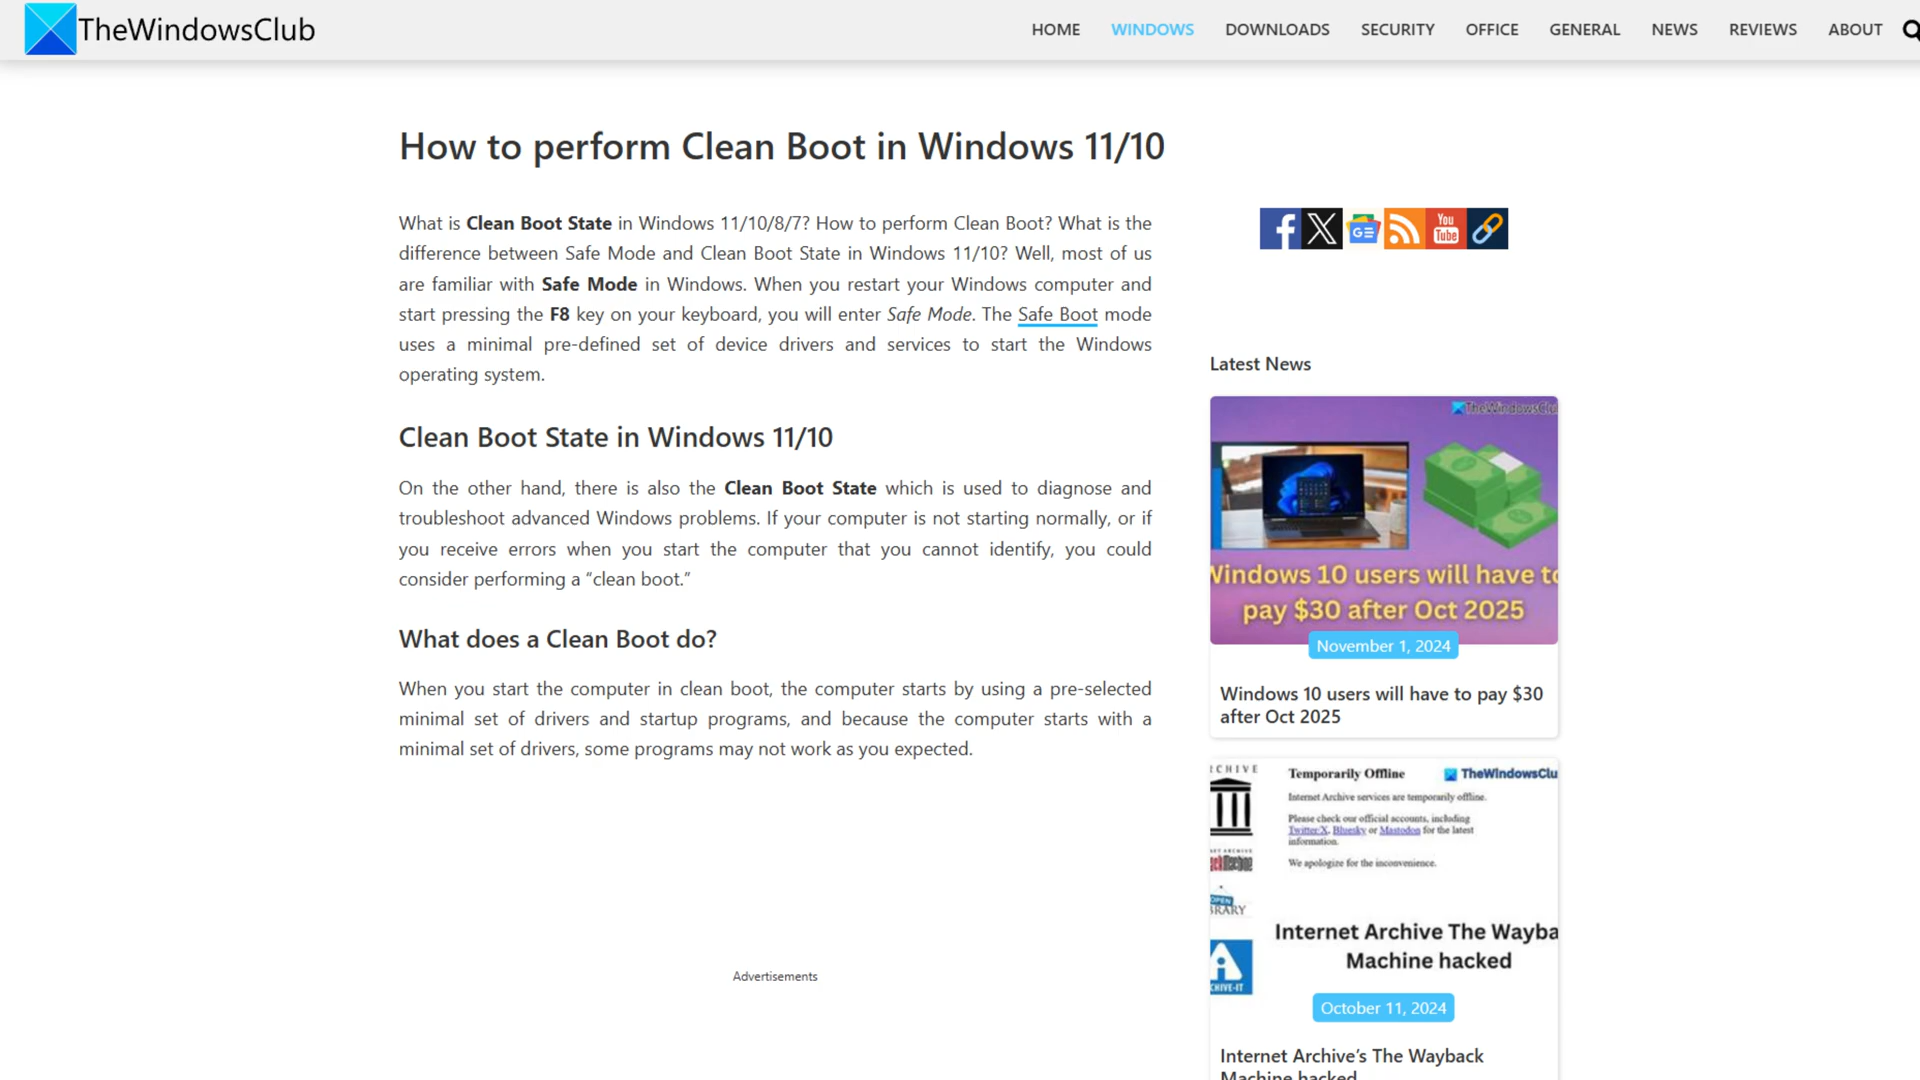 TheWindowsClub
HOME WINDOWS DOWNLOADS SECURITY OFFICE GENERAL NEWS REVIEWS ABOUT
How to perform Clean Boot in Windows 11/10
What is Clean Boot State in Windows 11/10/8/7? How to perform Clean Boot? What is the
difference between Safe Mode and Clean Boot State in Windows 11/10? Well, most of us
are familiar with Safe Mode in Windows. When you restart your Windows computer and
start pressing the F8 key on your keyboard, you will enter Safe Mode. The Safe Boot mode
uses a minimal pre-defined set of device drivers and services to start the Windows
operating system.
Clean Boot State in Windows 11/10
On the other hand, there is also the Clean Boot State which is used to diagnose and
troubleshoot advanced Windows problems. If your computer is not starting normally, or if
you receive errors when you start the computer that you cannot identify, you could
consider performing a “clean boot.”
What does a Clean Boot do?
When you start the computer in clean boot, the computer starts by using a pre-selected
minimal set of drivers and startup programs, and because the computer starts with a
minimal set of drivers, some programs may not work as you expected.
Advertisements
f X GE You
Tube
Latest News
TheWindowsClu
Windows 10 users will have to
pay $30 after Oct 2025
November 1, 2024
Windows 10 users will have to pay $30
after Oct 2025
RCHIVE
Temporarily Offline
TheWindowsClu
Internet Archive services are temporarily offline.
Please check our official accounts, including
Twitter/X, Bluesky or Mastodon for the latest
information.
We apologize for the inconvenience.
OPEN
BRARY
CHIVE-IT
Internet Archive The Wayba
Machine hacked
October 11, 2024
Internet Archive’s The Wayback
Machine hacked